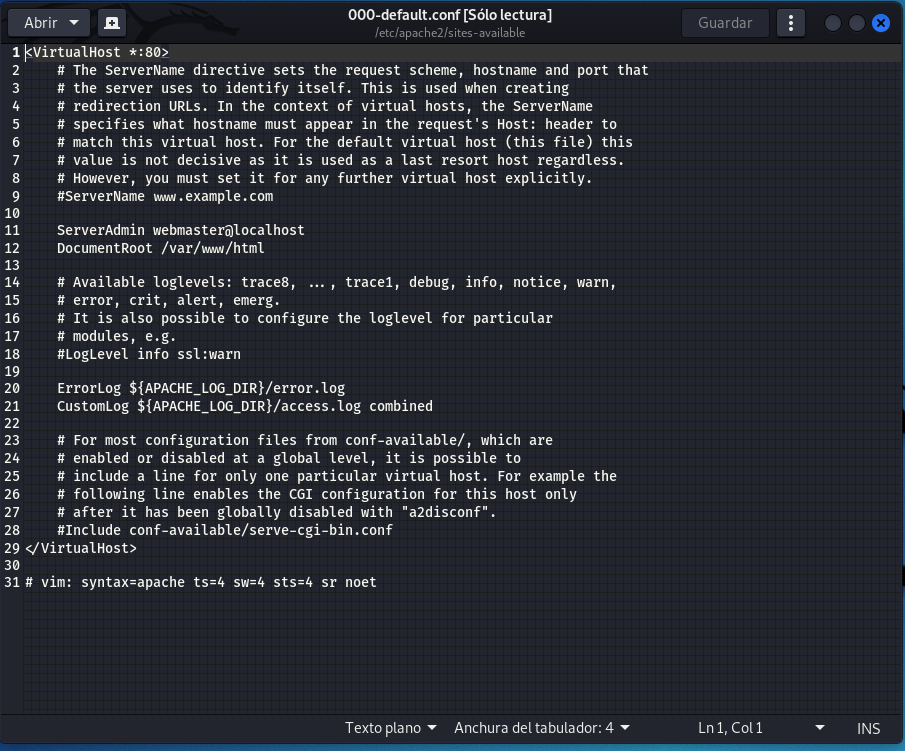 Abrir
000-default.conf [Sólo lectura]
/etc/apache2/sites-available
Guardar
1 <VirtualHost *:80>
2     # The ServerName directive sets the request scheme, hostname and port that
3     # the server uses to identify itself. This is used when creating
4     # redirection URLs. In the context of virtual hosts, the ServerName
5     # specifies what hostname must appear in the request's Host: header to
6     # match this virtual host. For the default virtual host (this file) this
7     # value is not decisive as it is used as a last resort host regardless.
8     # However, you must set it for any further virtual host explicitly.
9     #ServerName www.example.com
10
11     ServerAdmin webmaster@localhost
12     DocumentRoot /var/www/html
13
14     # Available loglevels: trace8, ..., trace1, debug, info, notice, warn,
15     # error, crit, alert, emerg.
16     # It is also possible to configure the loglevel for particular
17     # modules, e.g.
18     #LogLevel info ssl:warn
19
20     ErrorLog ${APACHE_LOG_DIR}/error.log
21     CustomLog ${APACHE_LOG_DIR}/access.log combined
22
23     # For most configuration files from conf-available/, which are
24     # enabled or disabled at a global level, it is possible to
25     # include a line for only one particular virtual host. For example the
26     # following line enables the CGI configuration for this host only
27     # after it has been globally disabled with "a2disconf".
28     #Include conf-available/serve-cgi-bin.conf
29 </VirtualHost>
30
31 # vim: syntax=apache ts=4 sw=4 sts=4 sr noet
Texto plano Anchura del tabulador: 4 Ln 1, Col 1 INS